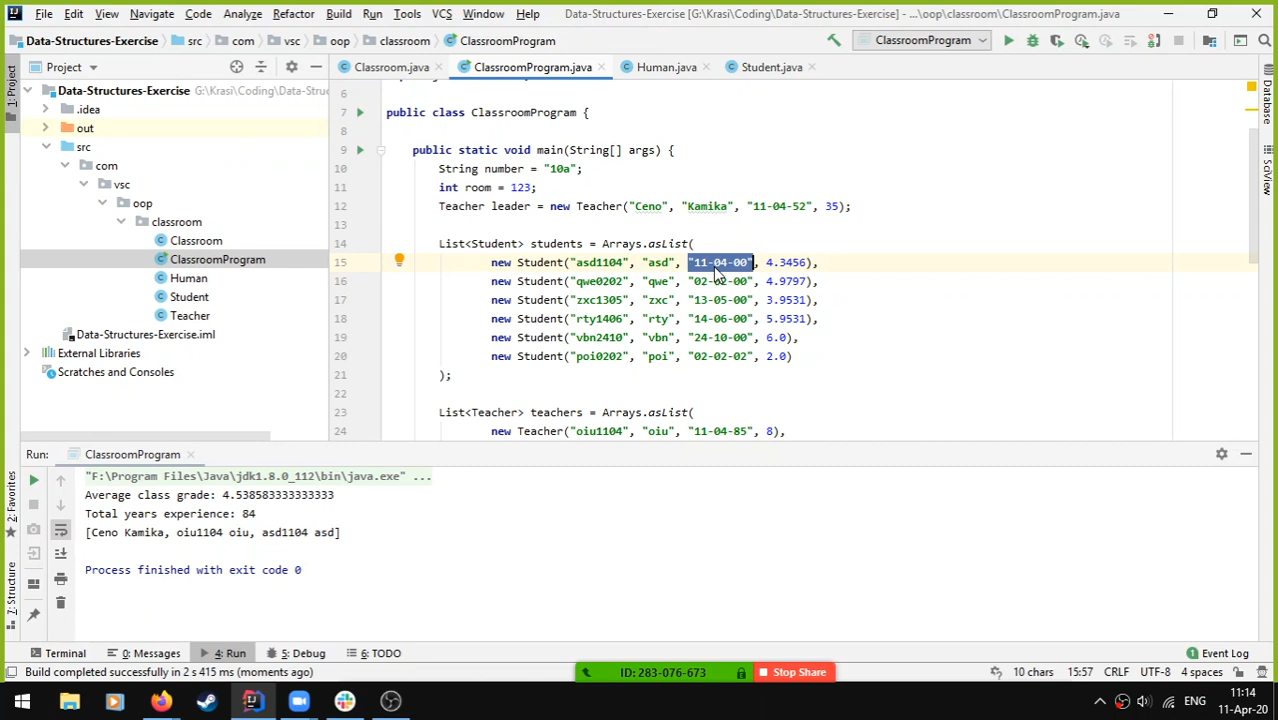 File Edit View Navigate Code Analyze Refactor Build Run Tools VCS Window Help Data-Structures-Exercise [G:\Krasi\Coding\Data-Structures-Exercise] - ...\oop\classroom\ClassroomProgram.java
Data-Structures-Exercise src com vsc oop classroom ClassroomProgram ClassroomProgram
Project Classroom.java ClassroomProgram.java Human.java Student.java
1: Project
Data-Structures-Exercise G:\Krasi\Coding\Data-Stru
.idea
out
src
com
vsc
oop
classroom
Classroom
ClassroomProgram
Human
Student
Teacher
Data-Structures-Exercise.iml
External Libraries
Scratches and Consoles
6
7 public class ClassroomProgram {
8
9 public static void main(String[] args) {
10 String number = "10a";
11 int room = 123;
12 Teacher leader = new Teacher("Ceno", "Kamika", "11-04-52", 35);
13
14 List<Student> students = Arrays.asList(
15 new Student("asd1104", "asd", "11-04-00", 4.3456),
16 new Student("qwe0202", "qwe", "02-02-00", 4.9797),
17 new Student("zxc1305", "zxc", "13-05-00", 3.9531),
18 new Student("rty1406", "rty", "14-06-00", 5.9531),
19 new Student("vbn2410", "vbn", "24-10-00", 6.0),
20 new Student("poi0202", "poi", "02-02-02", 2.0)
21 );
22
23 List<Teacher> teachers = Arrays.asList(
24 new Teacher("oiu1104", "oiu", "11-04-85", 8),
Database
SciView
Run: ClassroomProgram
"F:\Program Files\Java\jdk1.8.0_112\bin\java.exe" ...
Average class grade: 4.538583333333333
Total years experience: 84
[Ceno Kamika, oiu1104 oiu, asd1104 asd]
Process finished with exit code 0
2: Favorites
7: Structure
Terminal 0: Messages 4: Run 5: Debug 6: TODO Event Log
Build completed successfully in 2 s 415 ms (moments ago) ID: 283-076-673 Stop Share 10 chars 15:57 CRLF UTF-8 4 spaces
ENG 11:14
11-Apr-20